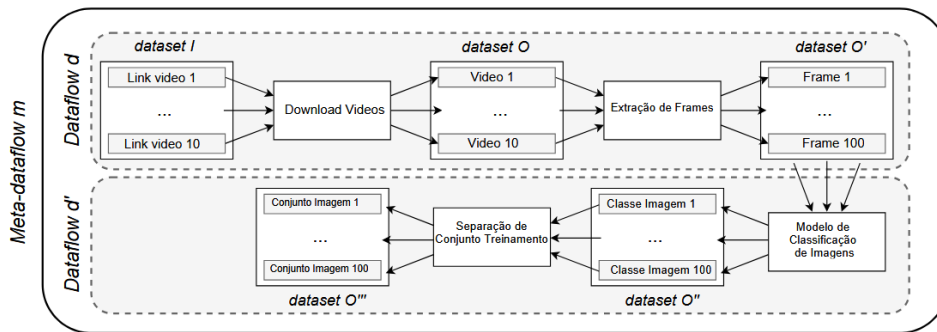 Meta-dataflow m
Dataflow d
dataset I
dataset O
dataset O'
Link video 1
...
Link video 10
Download Videos
Video 1
...
Video 10
Extração de Frames
Frame 1
...
Frame 100
Dataflow d'
Conjunto Imagem 1
...
Conjunto Imagem 100
dataset O'''
Separação de
Conjunto Treinamento
Classe Imagem 1
...
Classe Imagem 100
dataset O''
Modelo de
Classificação
de Imagens